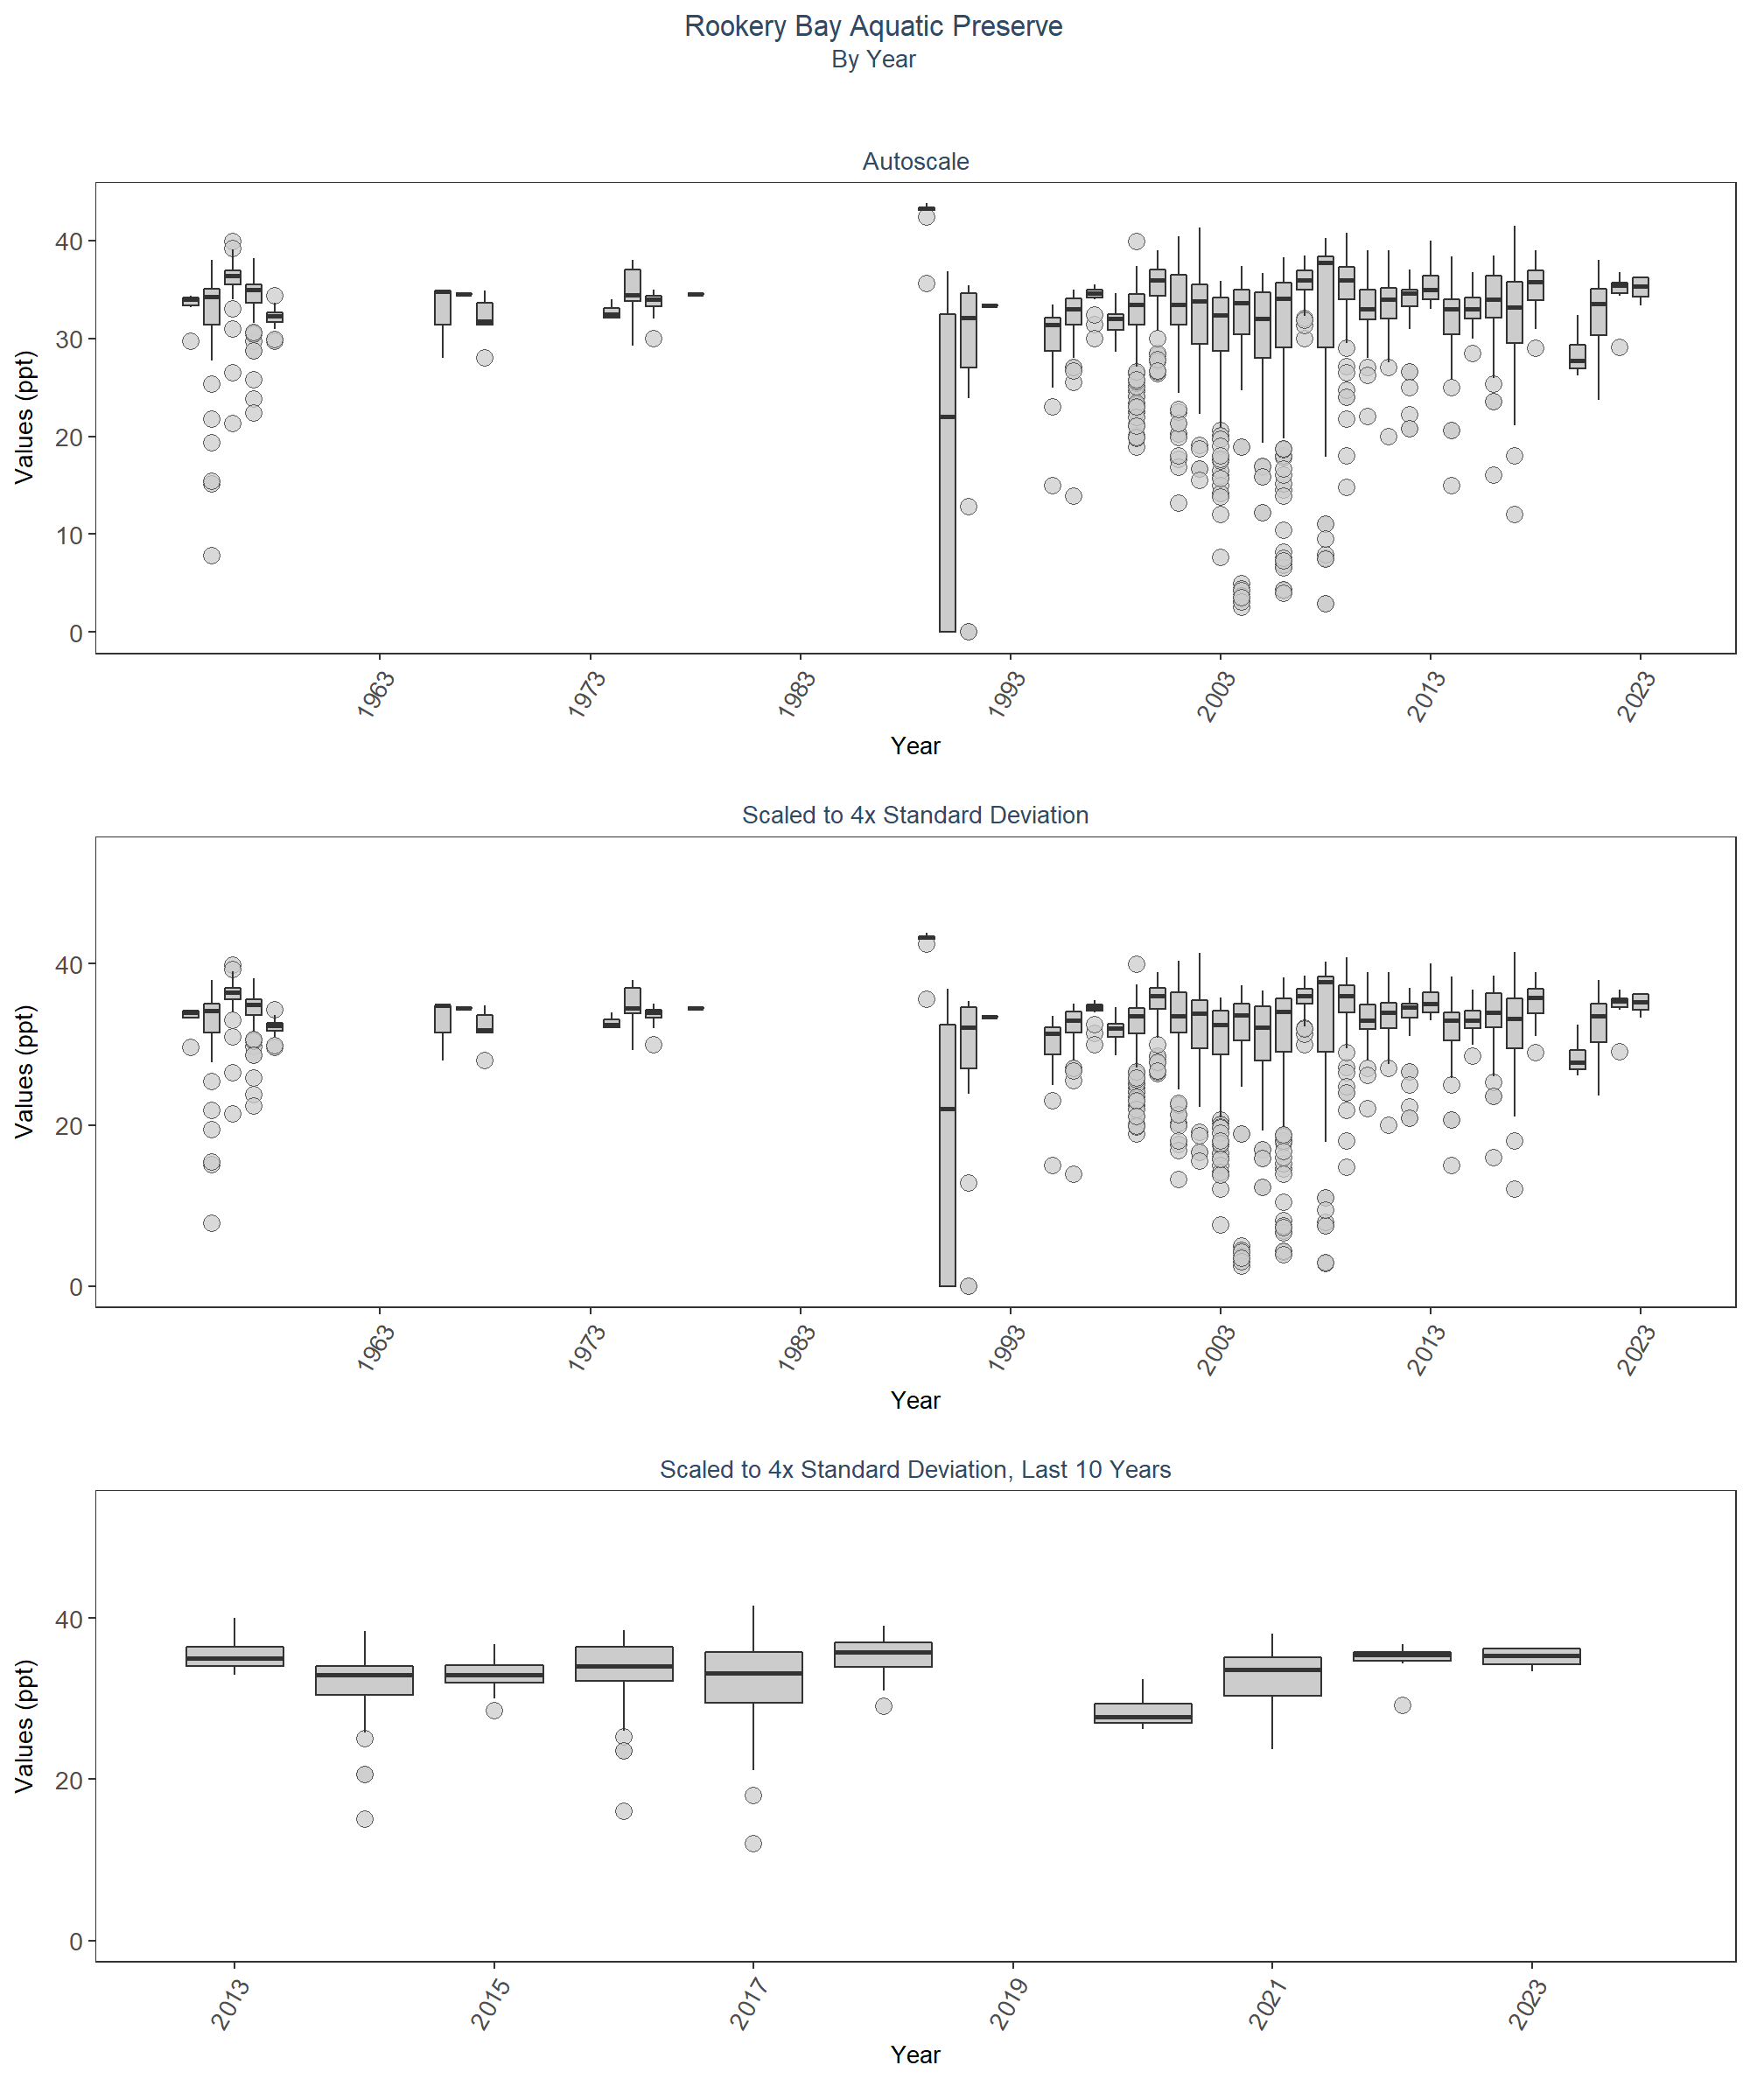 Rookery Bay Aquatic Preserve
By Year
Autoscale
Values (ppt)
40
30
20
10
0
1963 1973 1983 1993 2003 2013 2023
Year
Scaled to 4x Standard Deviation
Values (ppt)
40
20
0
1963 1973 1983 1993 2003 2013 2023
Year
Scaled to 4x Standard Deviation, Last 10 Years
Values (ppt)
40
20
0
2013 2015 2017 2019 2021 2023
Year